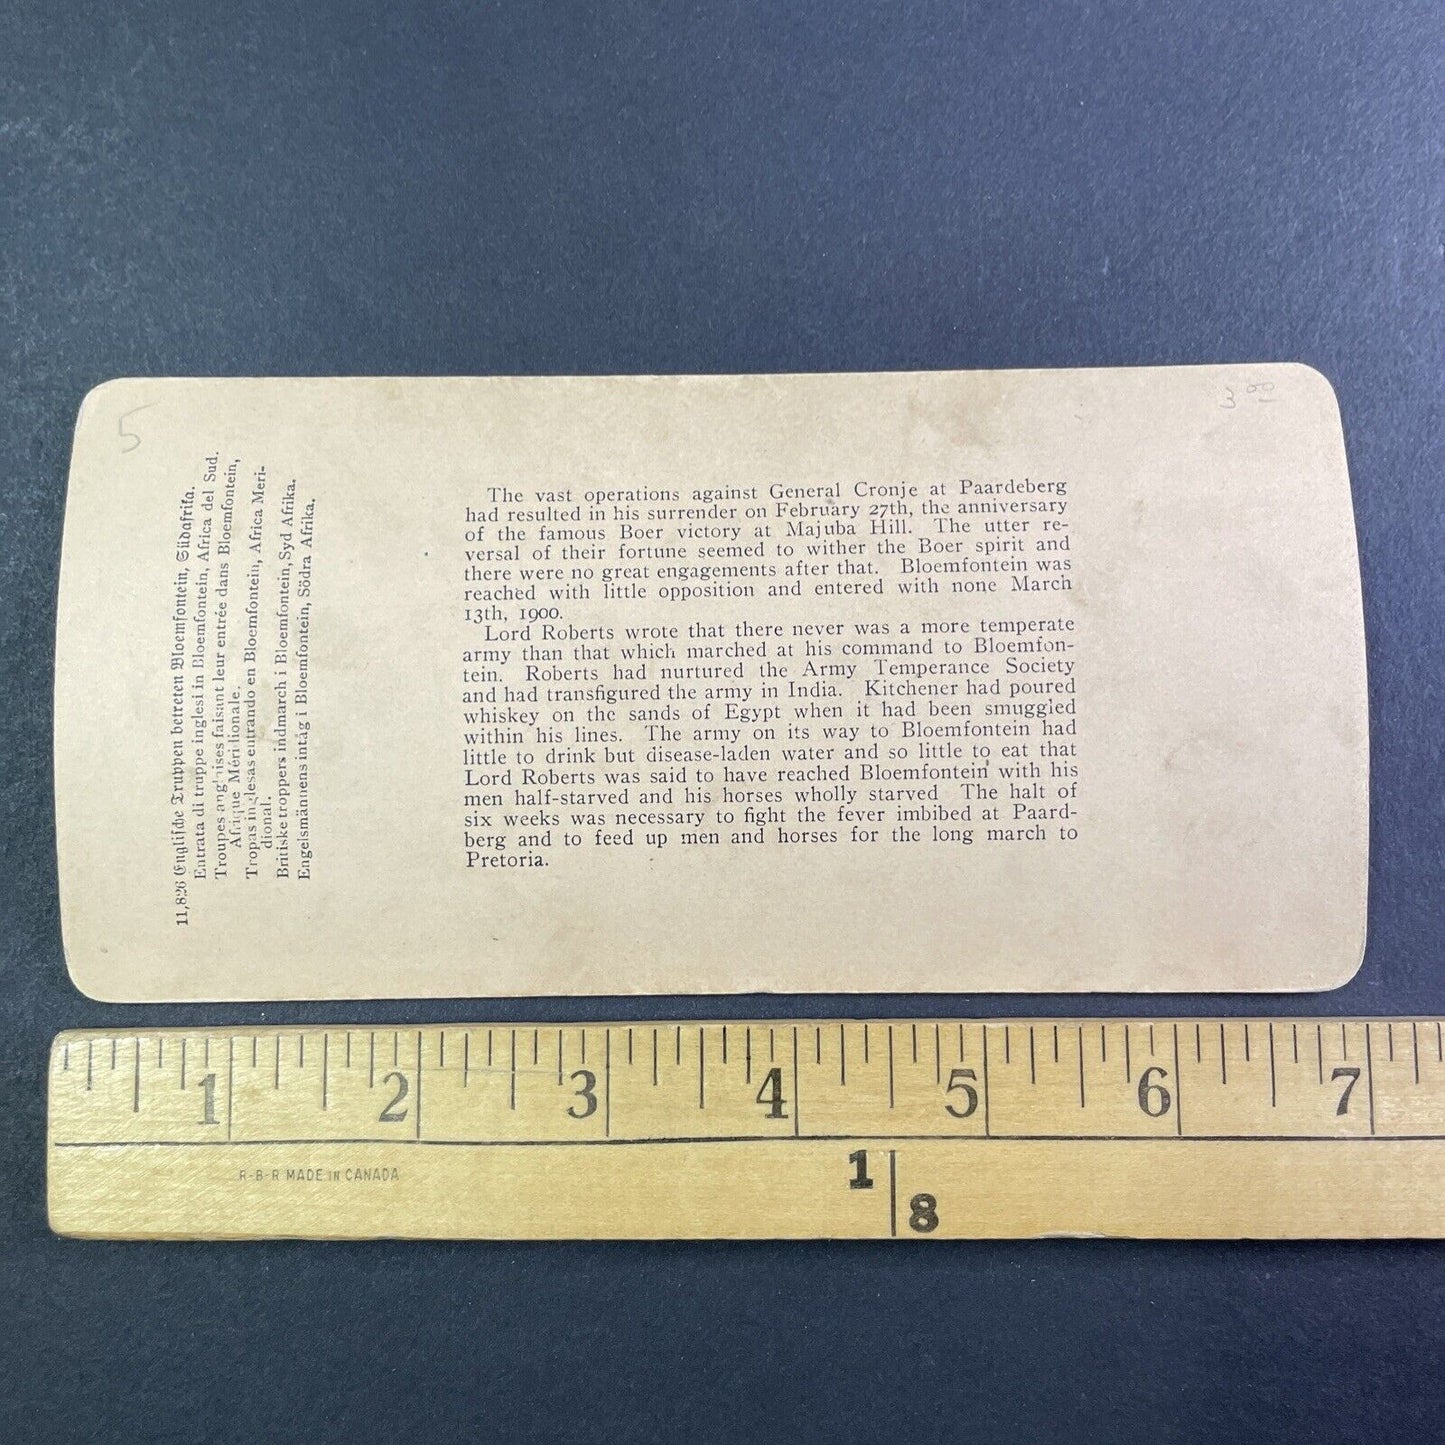 5
3 00
11,826 Englische Truppen betreten Bloemfontein, Südafrika.
Entrata di truppe inglesi in Bloemfontein, Africa del Sud.
Troupes anglaises faisant leur entrée dans Bloemfontein,
Afrique Méridionale.
Tropas inglesas entrando en Bloemfontein, Africa Meri-
dional.
Britiske troppers indmarch i Bloemfontein, Syd Afrika.
Engelsmännens intåg i Bloemfontein, Södra Afrika.
The vast operations against General Cronje at Paardeberg
had resulted in his surrender on February 27th, the anniversary
of the famous Boer victory at Majuba Hill. The utter re-
versal of their fortune seemed to wither the Boer spirit and
there were no great engagements after that. Bloemfontein was
reached with little opposition and entered with none March
13th, 1900.
Lord Roberts wrote that there never was a more temperate
army than that which marched at his command to Bloemfon-
tein. Roberts had nurtured the Army Temperance Society
and had transfigured the army in India. Kitchener had poured
whiskey on the sands of Egypt when it had been smuggled
within his lines. The army on its way to Bloemfontein had
little to drink but disease-laden water and so little to eat that
Lord Roberts was said to have reached Bloemfontein with his
men half-starved and his horses wholly starved The halt of
six weeks was necessary to fight the fever imbibed at Paard-
berg and to feed up men and horses for the long march to
Pretoria.
1 2 3 4 5 6 7
R-B-R MADE IN CANADA
1
8